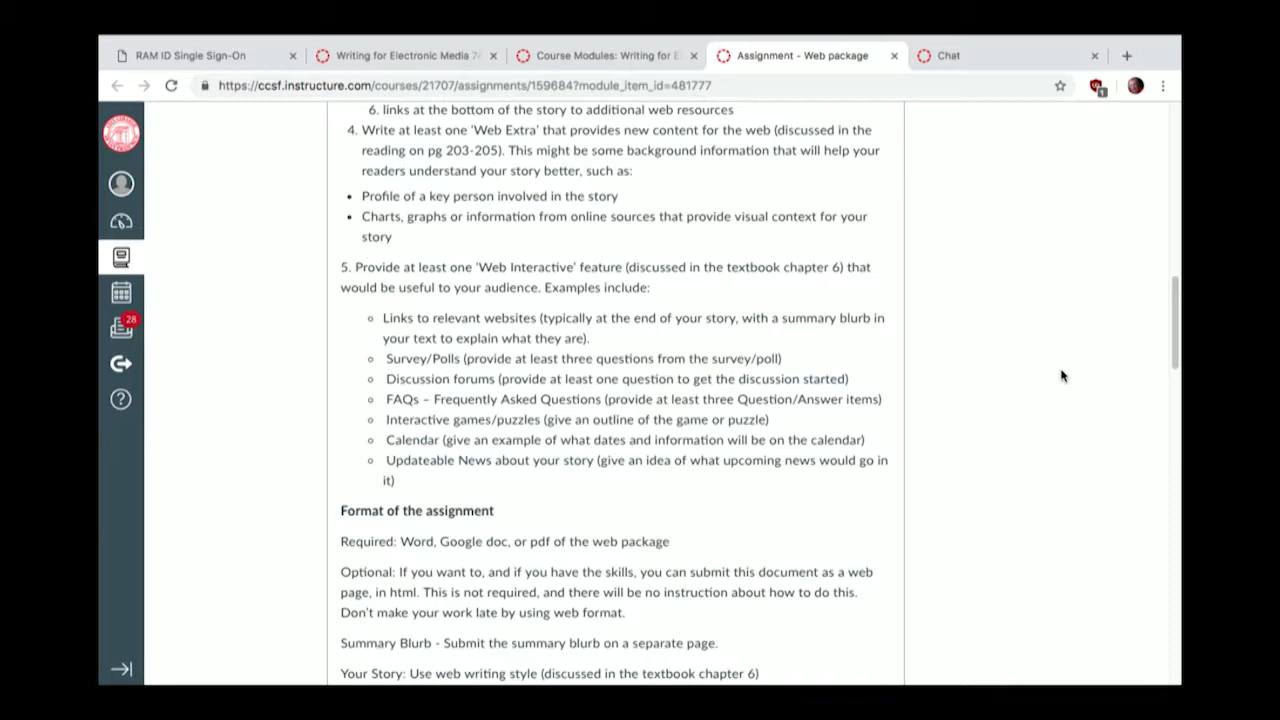 RAM ID Single Sign-On
Writing for Electronic Media
Course Modules: Writing for
Assignment - Web package
Chat
https://ccsf.instructure.com/courses/21707/assignments/159684?module_item_id=481777
28
1
6. links at the bottom of the story to additional web resources
4. Write at least one 'Web Extra' that provides new content for the web (discussed in the
reading on pg 203-205). This might be some background information that will help your
readers understand your story better, such as:
• Profile of a key person involved in the story
• Charts, graphs or information from online sources that provide visual context for your
story
5. Provide at least one 'Web Interactive' feature (discussed in the textbook chapter 6) that
would be useful to your audience. Examples include:
Links to relevant websites (typically at the end of your story, with a summary blurb in
your text to explain what they are).
Survey/Polls (provide at least three questions from the survey/poll)
Discussion forums (provide at least one question to get the discussion started)
FAQs – Frequently Asked Questions (provide at least three Question/Answer items)
Interactive games/puzzles (give an outline of the game or puzzle)
Calendar (give an example of what dates and information will be on the calendar)
Updateable News about your story (give an idea of what upcoming news would go in
it)
Format of the assignment
Required: Word, Google doc, or pdf of the web package
Optional: If you want to, and if you have the skills, you can submit this document as a web
page, in html. This is not required, and there will be no instruction about how to do this.
Don't make your work late by using web format.
Summary Blurb - Submit the summary blurb on a separate page.
Your Story: Use web writing style (discussed in the textbook chapter 6)